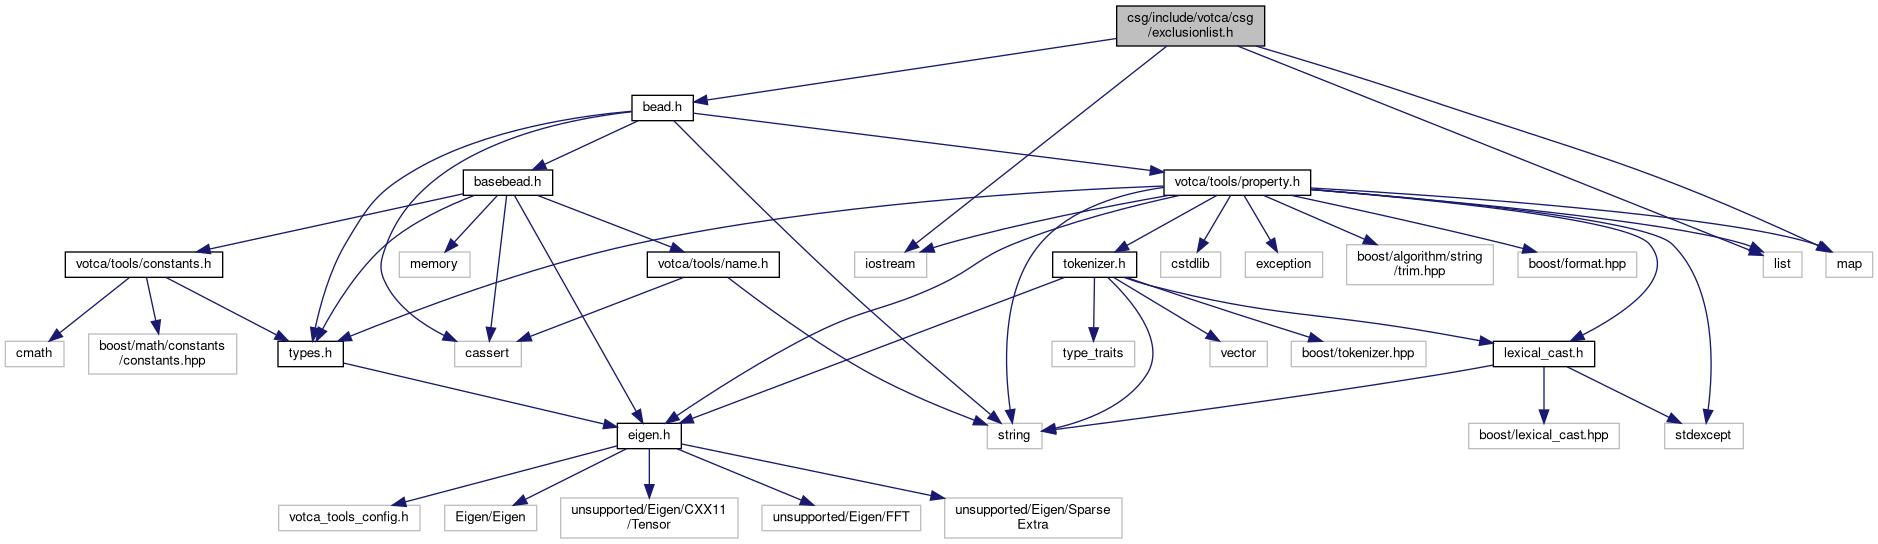 csg/include/votca/csg
/exclusionlist.h
bead.h
basebead.h
votca/tools/property.h
votca/tools/constants.h
memory
votca/tools/name.h
iostream
tokenizer.h
cstdlib
exception
boost/algorithm/string
/trim.hpp
boost/format.hpp
list
map
cmath
boost/math/constants
/constants.hpp
types.h
cassert
type_traits
vector
boost/tokenizer.hpp
lexical_cast.h
eigen.h
string
boost/lexical_cast.hpp
stdexcept
votca_tools_config.h
Eigen/Eigen
unsupported/Eigen/CXX11
/Tensor
unsupported/Eigen/FFT
unsupported/Eigen/Sparse
Extra